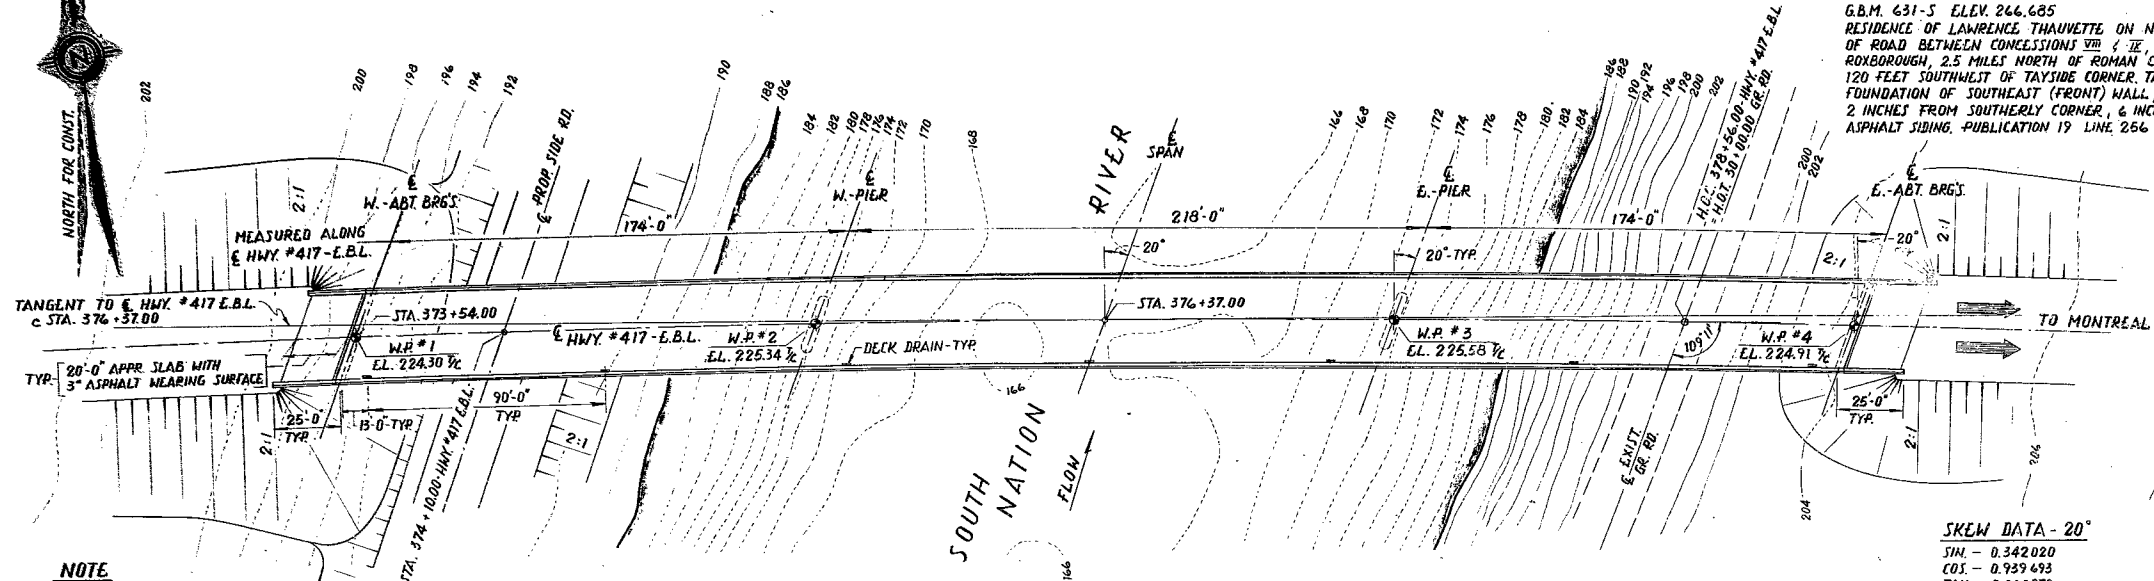 G.B.M. 631-S ELEV. 266.685
RESIDENCE OF LAWRENCE THAUVETTE ON N
OF ROAD BETWEEN CONCESSIONS VIII & IX,
ROXBOROUGH, 2.5 MILES NORTH OF ROMAN C
120 FEET SOUTHWEST OF TAYSIDE CORNER. TA
FOUNDATION OF SOUTHEAST (FRONT) WALL
2 INCHES FROM SOUTHERLY CORNER, 6 INC
ASPHALT SIDING. PUBLICATION 19 LINE 256
NORTH FOR CONST.
202
200
198
196
194
192
190
188
186
184
182
180
178
176
174
172
170
168
166
168
170
172
174
176
178
180
182
184
186
188
190
192
194
196
198
200
202
200
202
2:1
℄ W.-ABT. BRG'S.
℄ PROP. SIDE RD.
℄ W.-PIER
RIVER
℄ SPAN
℄ E.-PIER
H.O.C. 378+56.00-HWY. #417-E.B.L.
= H.O.T. 30+00.00 GR. RD.
℄ E.-ABT. BRG'S.
2:1
MEASURED ALONG
℄ HWY. #417-E.B.L.
174'-0"
218'-0"
174'-0"
20°
20°-TYP.
20°
2:1
TANGENT TO ℄ HWY. #417 E.B.L.
@ STA. 376+37.00
STA. 373+54.00
STA. 376+37.00
℄ HWY. #417-E.B.L.
W.P. #1
EL. 224.30 T/C
W.P. #2
EL. 225.34 T/C
DECK DRAIN-TYP.
W.P. #3
EL. 225.58 T/C
109°11'
W.P. #4
EL. 224.91 T/C
TO MONTREAL
TYP. 20'-0" APPR. SLAB WITH
3" ASPHALT WEARING SURFACE
25'-0"
TYP.
13'-0"-TYP.
90'-0"
TYP.
25'-0"
TYP.
2:1
2:1
2:1
STA. 374+10.00-HWY. #417 E.B.L.
166
166
SOUTH
NATION
FLOW
℄ EXIST.
GR. RD.
204
206
NOTE
SKEW DATA - 20°
SIN. - 0.342020
COS. - 0.939693